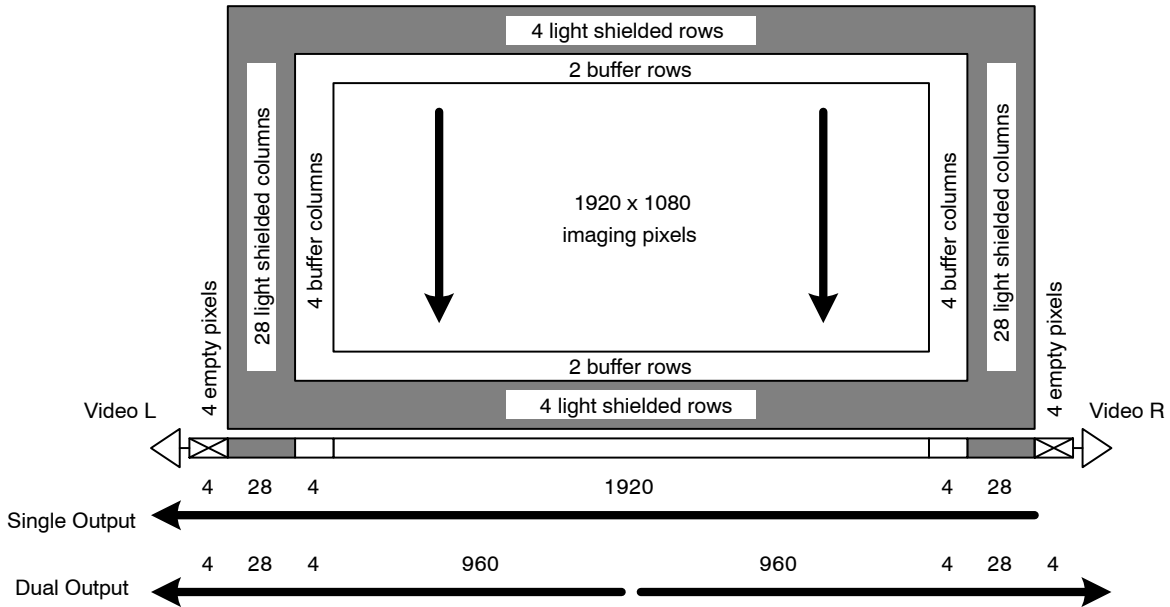 4 light shielded rows
2 buffer rows
28 light shielded columns
4 buffer columns
1920 x 1080
imaging pixels
4 buffer columns
28 light shielded columns
4 empty pixels
4 empty pixels
2 buffer rows
4 light shielded rows
Video L
Video R
4 28 4 1920 4 28
Single Output
4 28 4 960 960 4 28 4
Dual Output